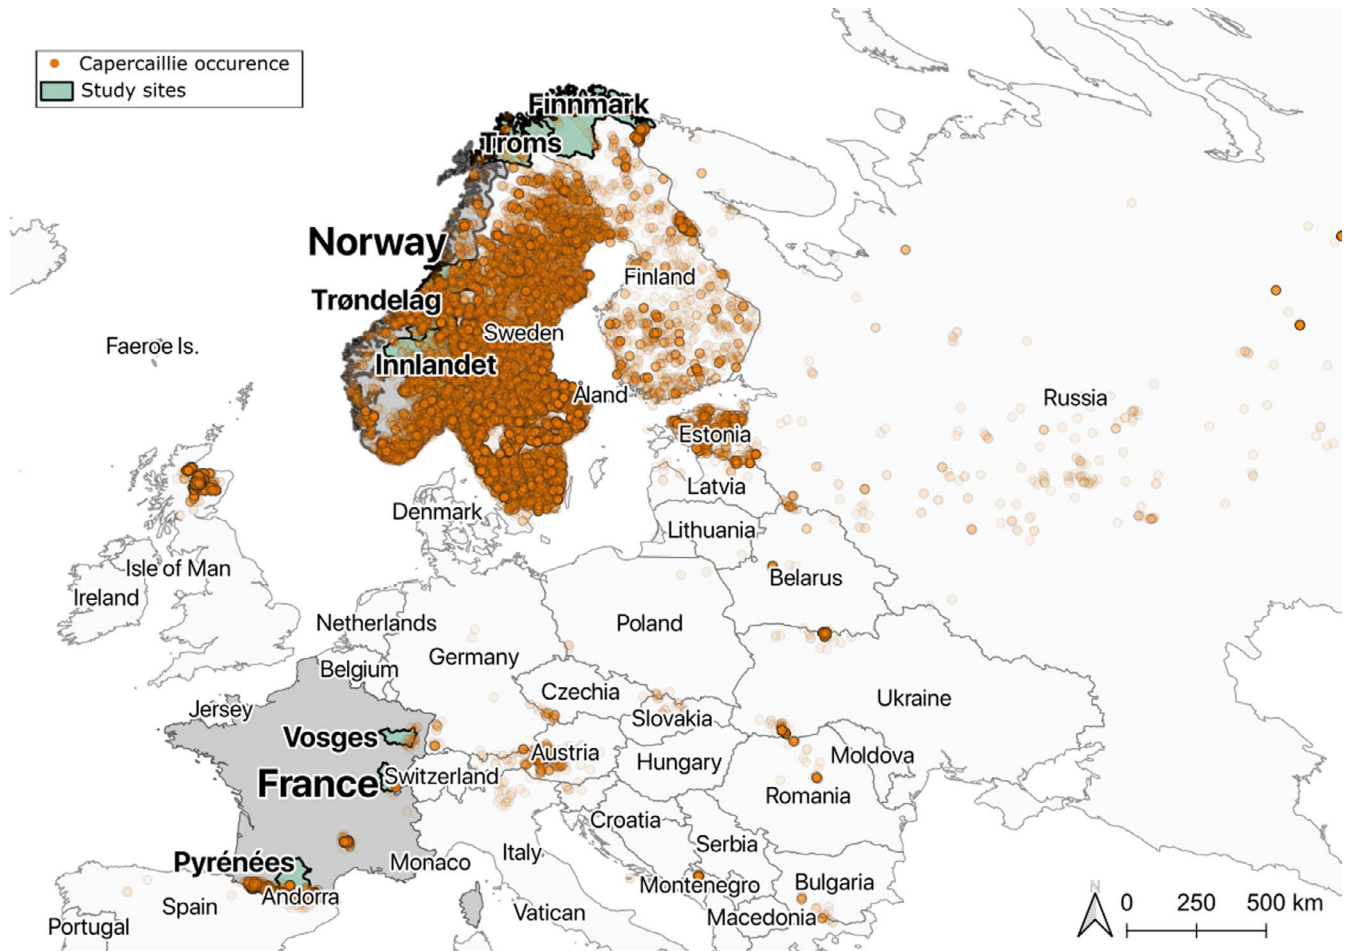 Capercaillie occurence
Study sites
Finnmark
Troms
Norway
Finland
Trøndelag
Sweden
Faeroe Is.
Innlandet
Åland
Russia
Estonia
Latvia
Denmark
Lithuania
Isle of Man
Belarus
Ireland
Netherlands
Poland
Germany
Belgium
Czechia
Ukraine
Jersey
Slovakia
Vosges
Austria
Moldova
Hungary
France
Switzerland
Romania
Croatia
Serbia
Italy
Pyrénées
Monaco
Montenegro
Bulgaria
Andorra
Spain
Vatican
Macedonia
Portugal
N
0 250 500 km